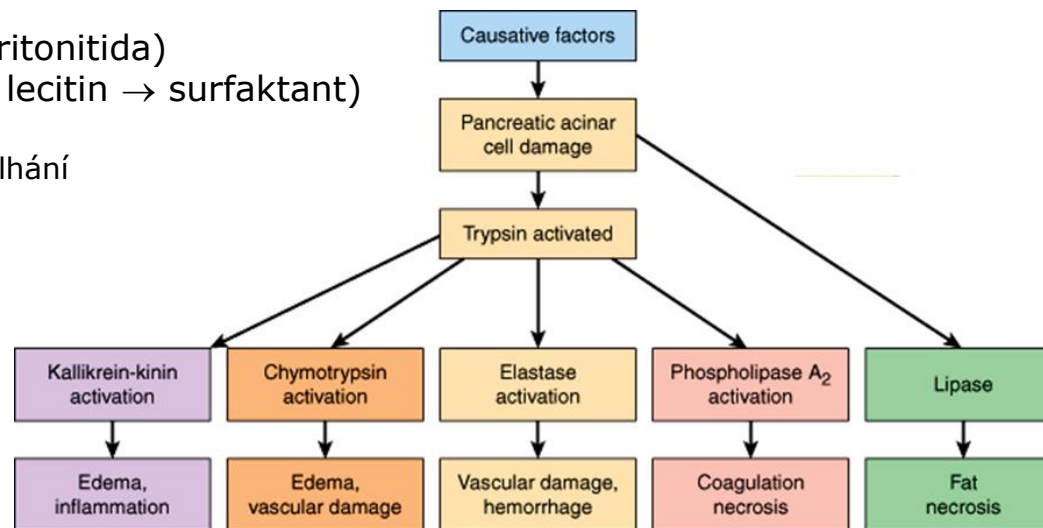 ritonitida)
lecitin → surfaktant)
lhání
Causative factors
Pancreatic acinar
cell damage
Trypsin activated
Kallikrein-kinin
activation
Chymotrypsin
activation
Elastase
activation
Phospholipase A₂
activation
Lipase
Edema,
inflammation
Edema,
vascular damage
Vascular damage,
hemorrhage
Coagulation
necrosis
Fat
necrosis